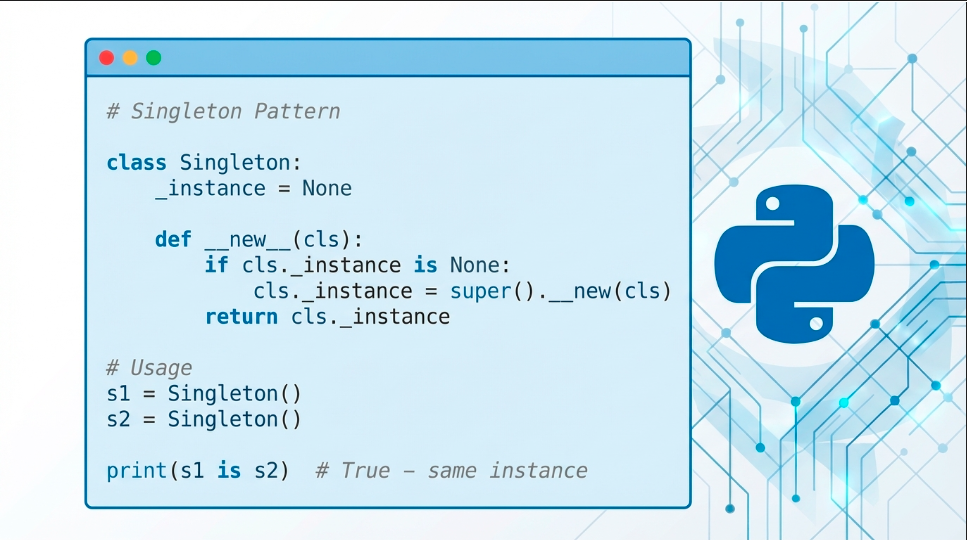 # Singleton Pattern
class Singleton:
    _instance = None
    def __new__(cls):
        if cls._instance is None:
            cls._instance = super().__new(cls)
        return cls._instance
# Usage
s1 = Singleton()
s2 = Singleton()
print(s1 is s2)  # True – same instance